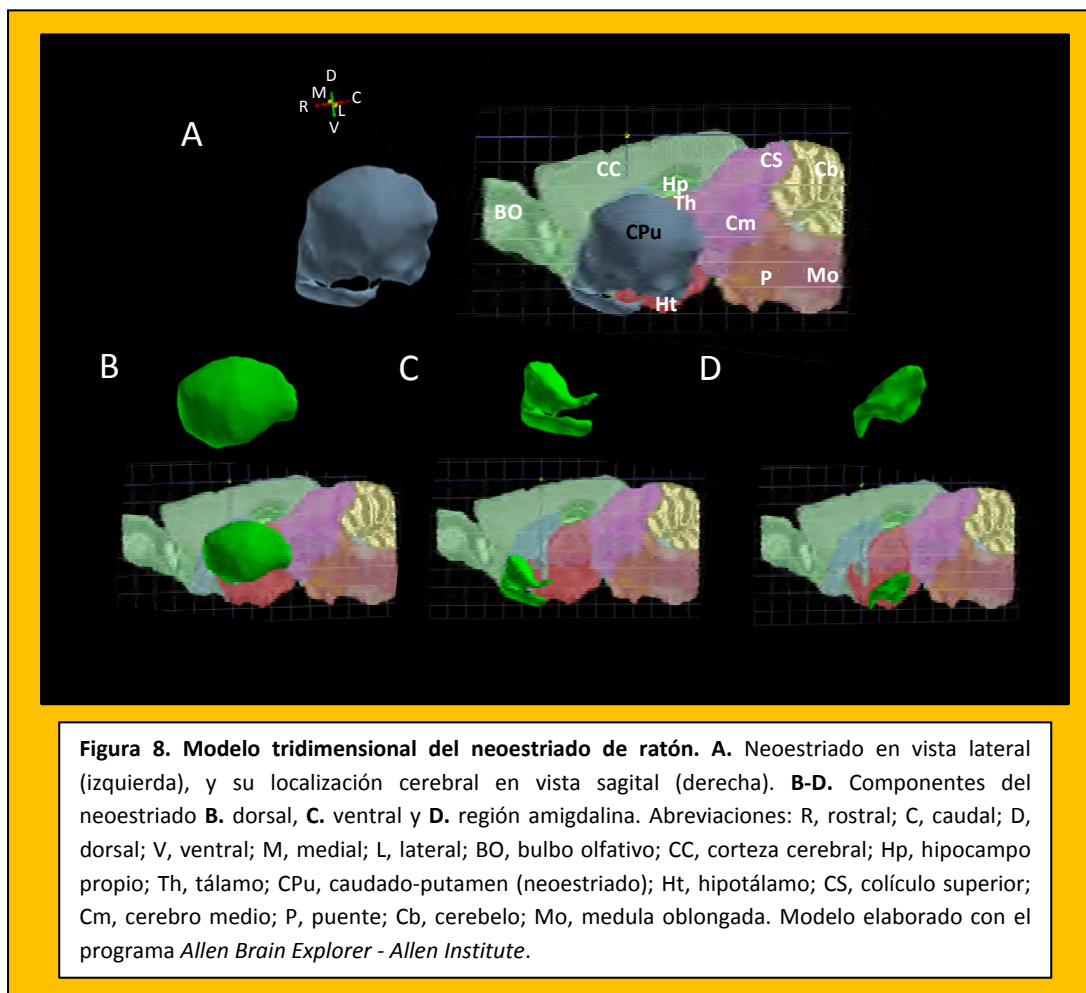 D
M
C
R
L
V
A
CC
CS
Cb
Hp
Th
BO
CPu
Cm
P
Mo
Ht
B
C
D
Figura 8. Modelo tridimensional del neoestriado de ratón. A. Neoestriado en vista lateral
(izquierda), y su localización cerebral en vista sagital (derecha). B-D. Componentes del
neoestriado B. dorsal, C. ventral y D. región amigdalina. Abreviaciones: R, rostral; C, caudal; D,
dorsal; V, ventral; M, medial; L, lateral; BO, bulbo olfativo; CC, corteza cerebral; Hp, hipocampo
propio; Th, tálamo; CPu, caudado-putamen (neoestriado); Ht, hipotálamo; CS, colículo superior;
Cm, cerebro medio; P, puente; Cb, cerebelo; Mo, medula oblongada. Modelo elaborado con el
programa Allen Brain Explorer - Allen Institute.